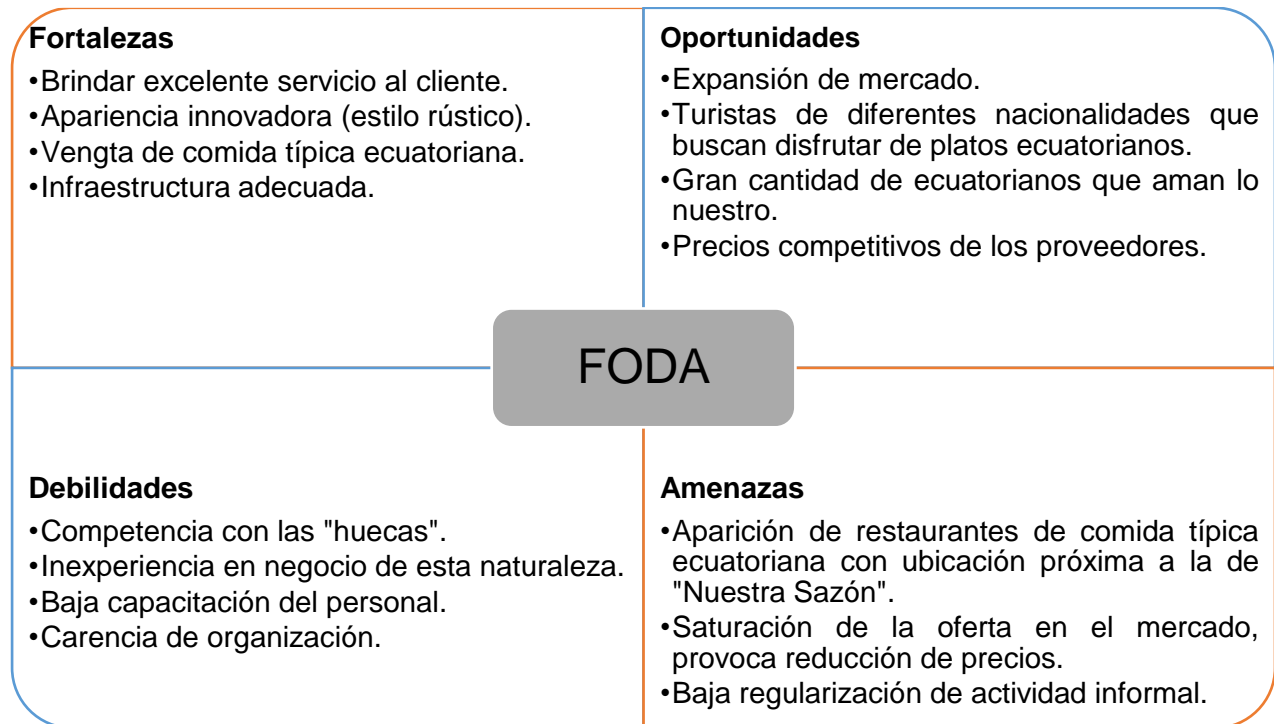 Fortalezas
•Brindar excelente servicio al cliente.
•Apariencia innovadora (estilo rústico).
•Vengta de comida típica ecuatoriana.
•Infraestructura adecuada.
Oportunidades
•Expansión de mercado.
•Turistas de diferentes nacionalidades que
buscan disfrutar de platos ecuatorianos.
•Gran cantidad de ecuatorianos que aman lo
nuestro.
•Precios competitivos de los proveedores.
FODA
Debilidades
•Competencia con las "huecas".
•Inexperiencia en negocio de esta naturaleza.
•Baja capacitación del personal.
•Carencia de organización.
Amenazas
•Aparición de restaurantes de comida típica
ecuatoriana con ubicación próxima a la de
"Nuestra Sazón".
•Saturación de la oferta en el mercado,
provoca reducción de precios.
•Baja regularización de actividad informal.